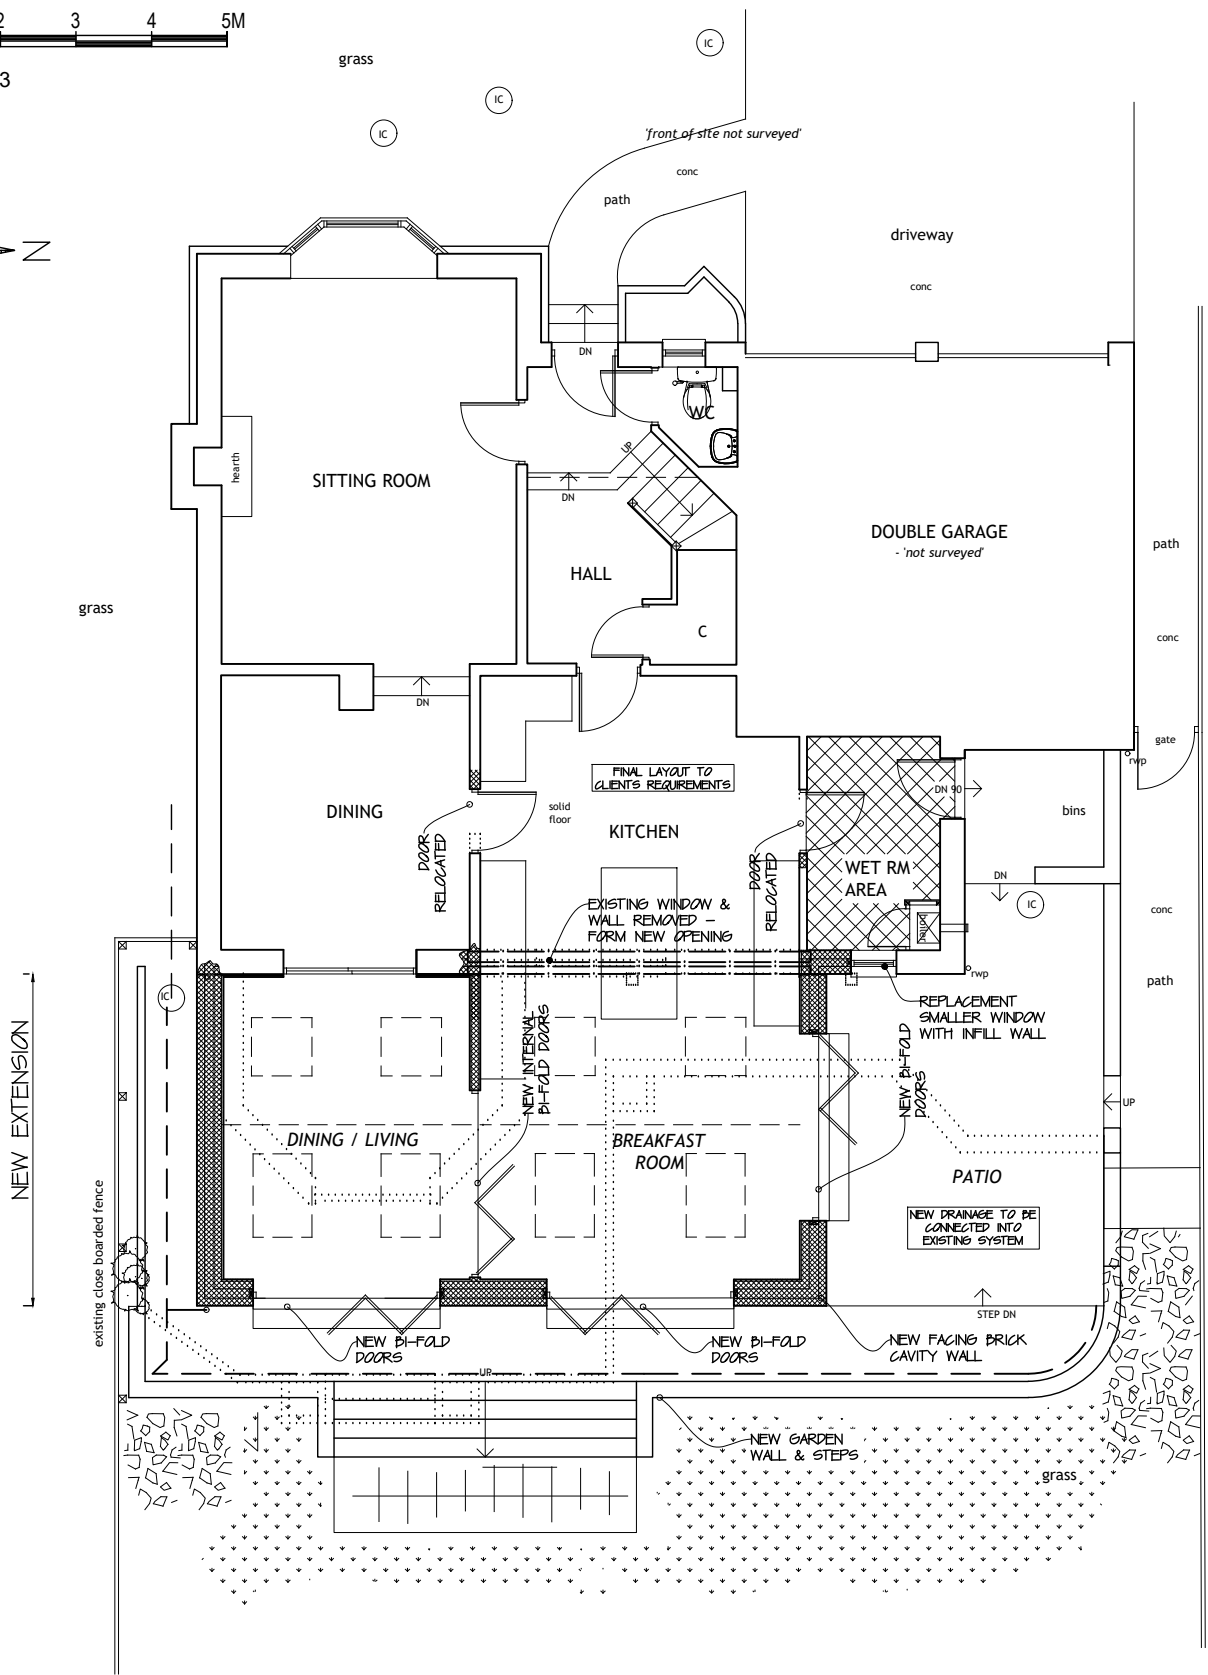 2 3 4 5M
3
grass
IC
IC
IC
'front of site not surveyed'
conc
path
N
driveway
conc
DN
WC
UP
hearth
SITTING ROOM
DN
DOUBLE GARAGE
- 'not surveyed'
path
HALL
grass
C
conc
DN
gate
rwp
FINAL LAYOUT TO
CLIENTS REQUIREMENTS
DN 90
DINING
solid
floor
KITCHEN
bins
DOOR
RELOCATED
DOOR
RELOCATED
WET RM
AREA
DN
IC
EXISTING WINDOW &
WALL REMOVED -
FORM NEW OPENING
boiler
conc
rwp
path
IC
REPLACEMENT
SMALLER WINDOW
WITH INFILL WALL
NEW EXTENSION
NEW INTERNAL
BI-FOLD DOORS
NEW BI-FOLD
DOORS
UP
DINING / LIVING
BREAKFAST
ROOM
PATIO
NEW DRAINAGE TO BE
CONNECTED INTO
EXISTING SYSTEM
existing close boarded fence
STEP DN
NEW BI-FOLD
DOORS
NEW BI-FOLD
DOORS
NEW FACING BRICK
CAVITY WALL
UP
NEW GARDEN
WALL & STEPS
grass